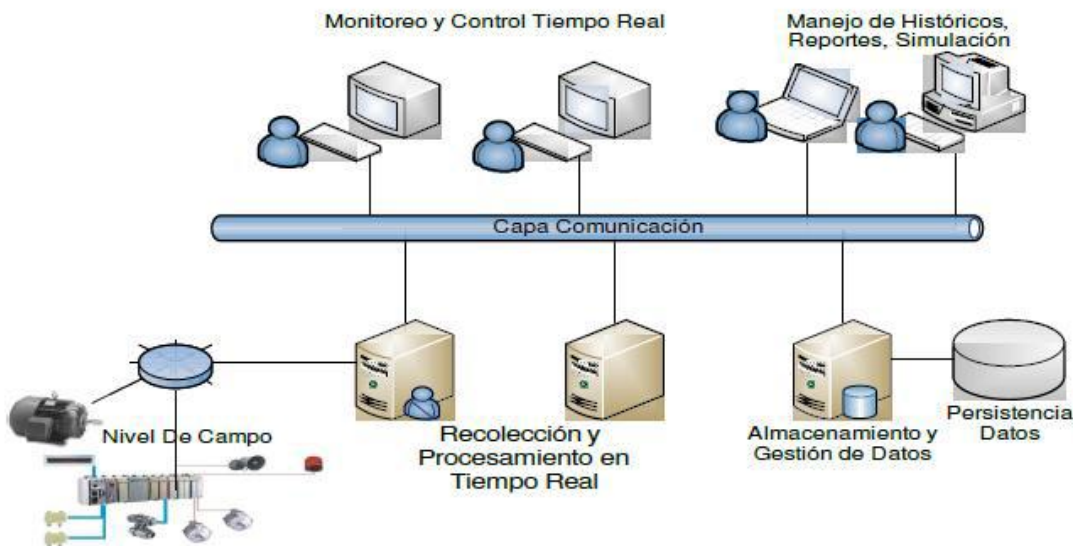 Monitoreo y Control Tiempo Real
Manejo de Históricos,
Reportes, Simulación
Capa Comunicación
Nivel De Campo
Recolección y
Procesamiento en
Tiempo Real
Almacenamiento y
Gestión de Datos
Persistencia
Datos